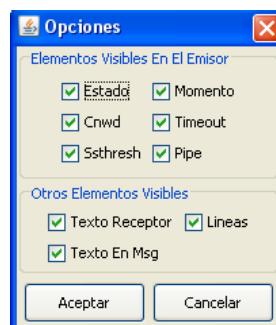 Opciones
Elementos Visibles En El Emisor
Estado Momento
Cnwd Timeout
Ssthresh Pipe
Otros Elementos Visibles
Texto Receptor Lineas
Texto En Msg
Aceptar Cancelar